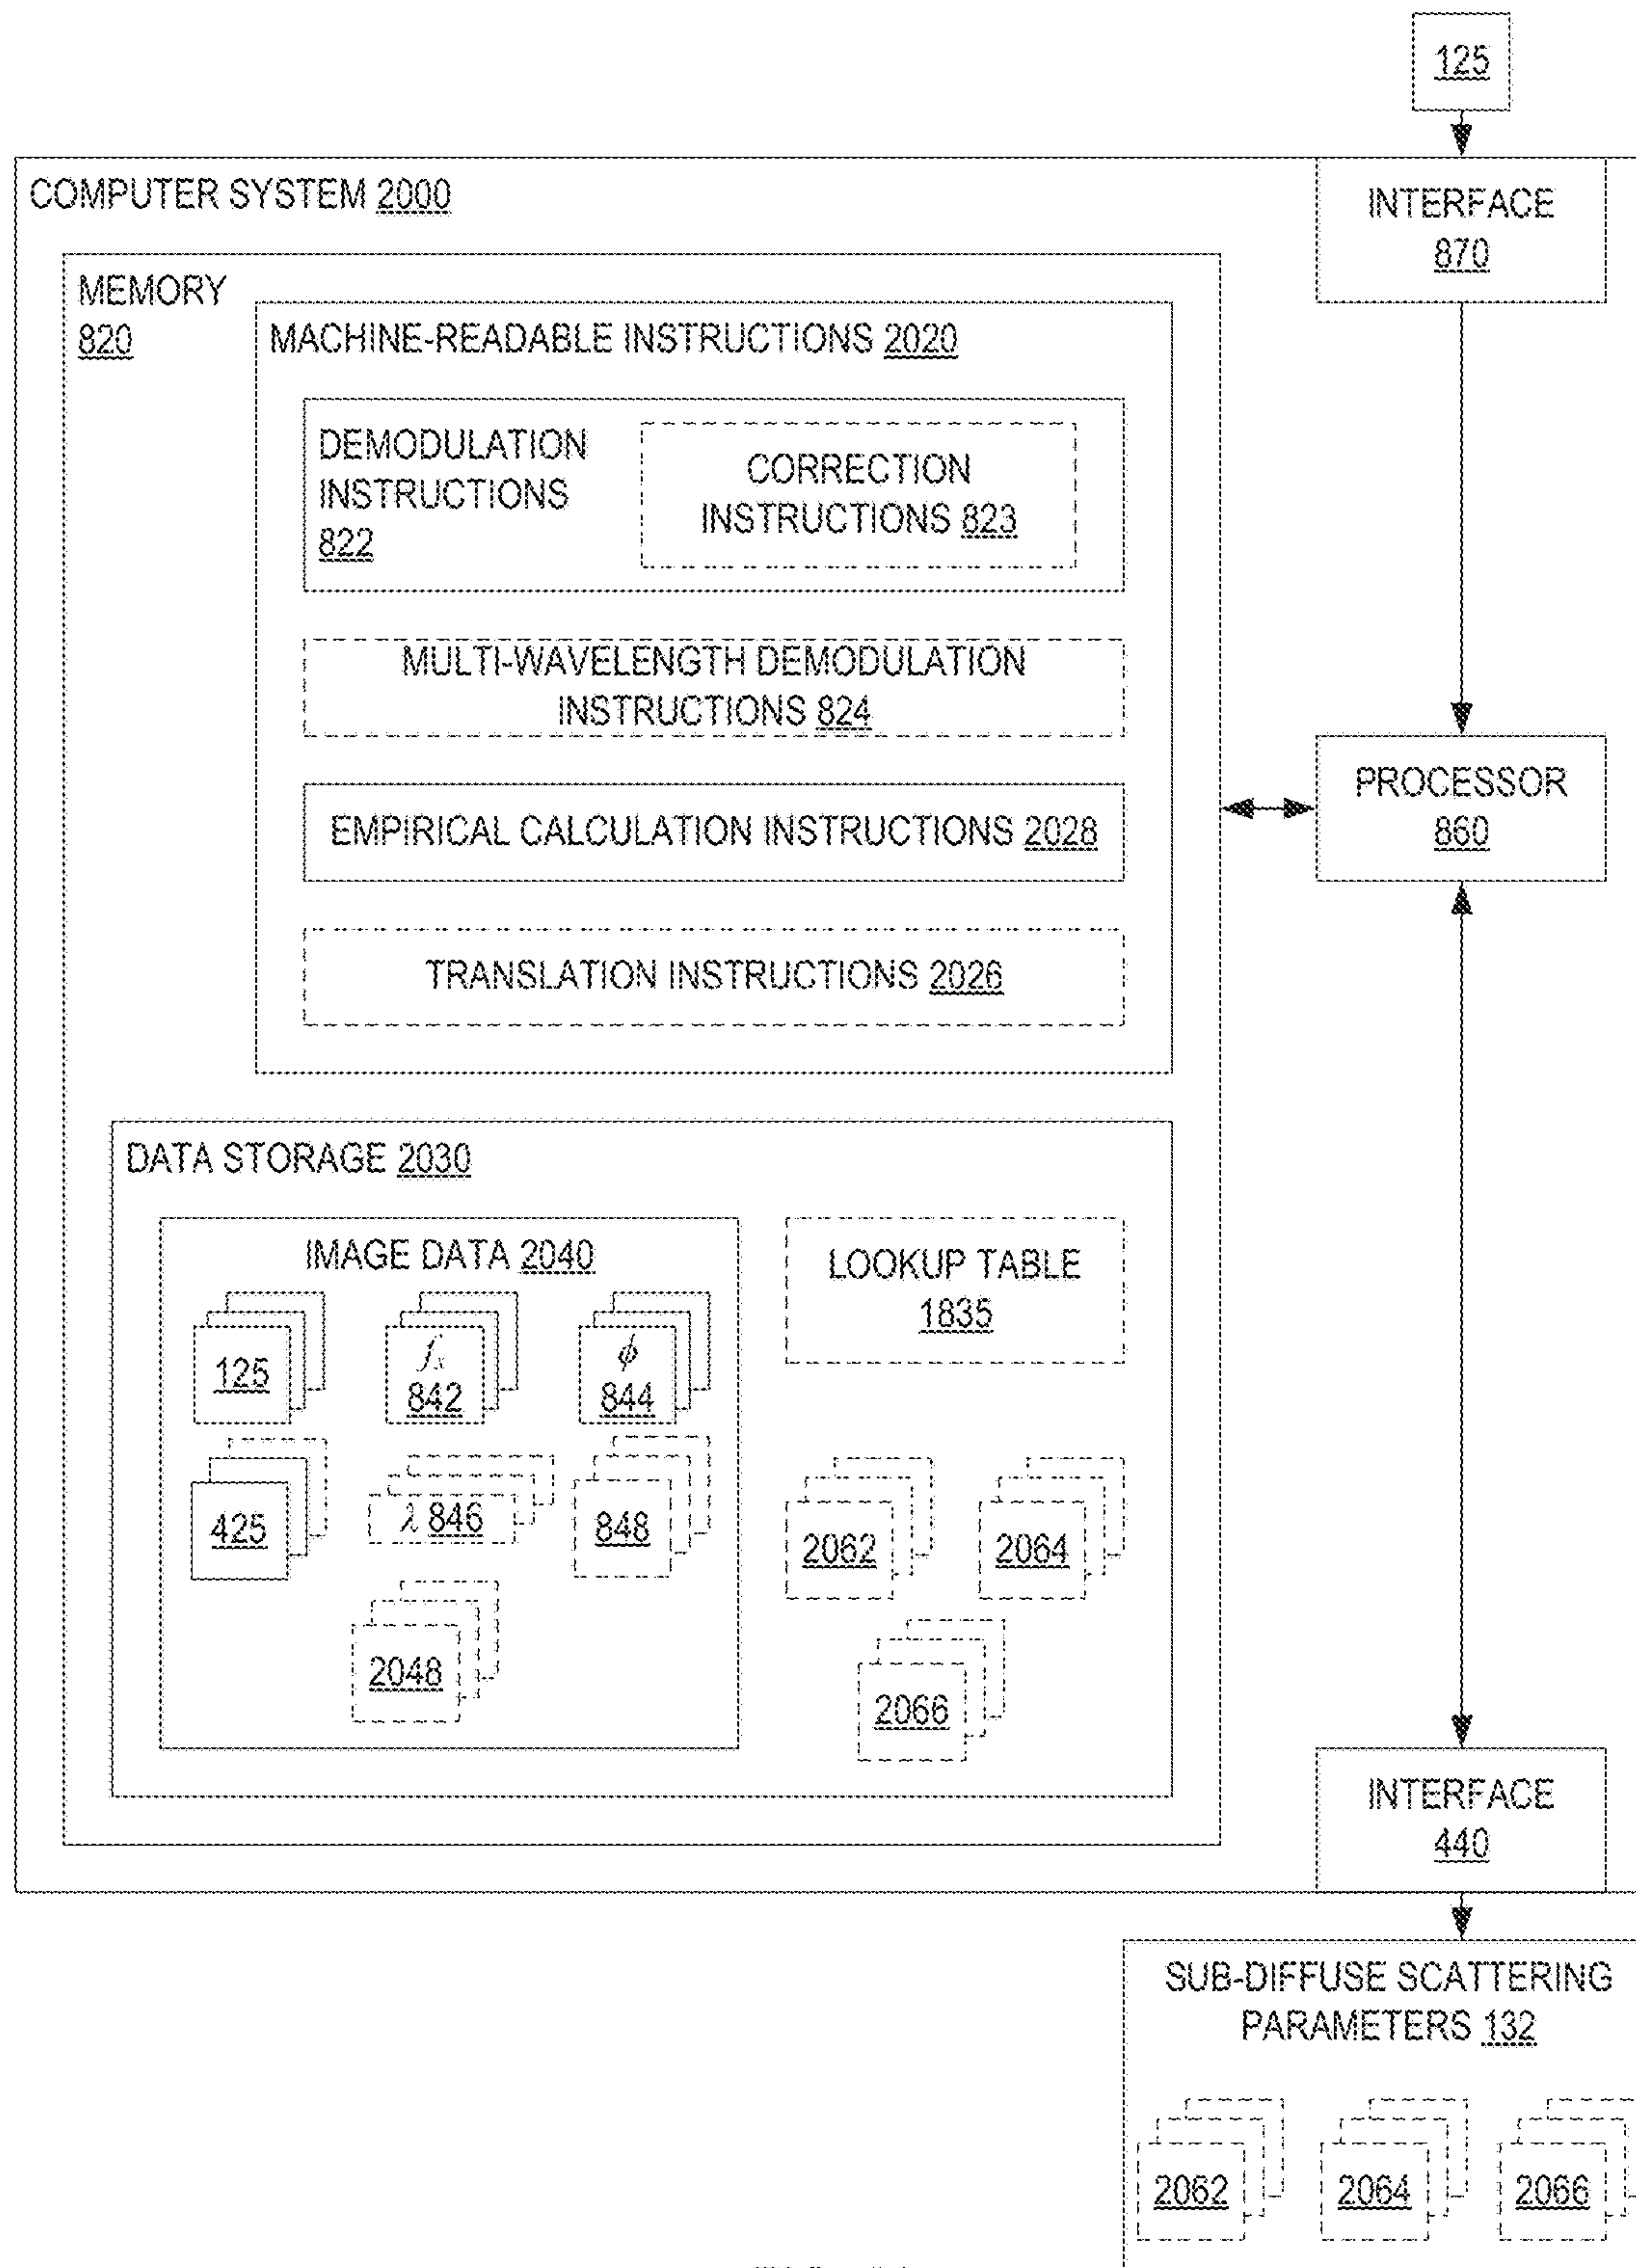 125
COMPUTER SYSTEM 2000
INTERFACE
870
MEMORY
820
MACHINE-READABLE INSTRUCTIONS 2020
DEMODULATION
INSTRUCTIONS
822
CORRECTION
INSTRUCTIONS 823
MULTI-WAVELENGTH DEMODULATION
INSTRUCTIONS 824
PROCESSOR
860
EMPIRICAL CALCULATION INSTRUCTIONS 2028
TRANSLATION INSTRUCTIONS 2026
DATA STORAGE 2030
IMAGE DATA 2040
LOOKUP TABLE
1835
125
fx
842
ϕ
844
425
λ 846
848
2062
2064
2048
2066
INTERFACE
440
SUB-DIFFUSE SCATTERING
PARAMETERS 132
2062
2064
2066